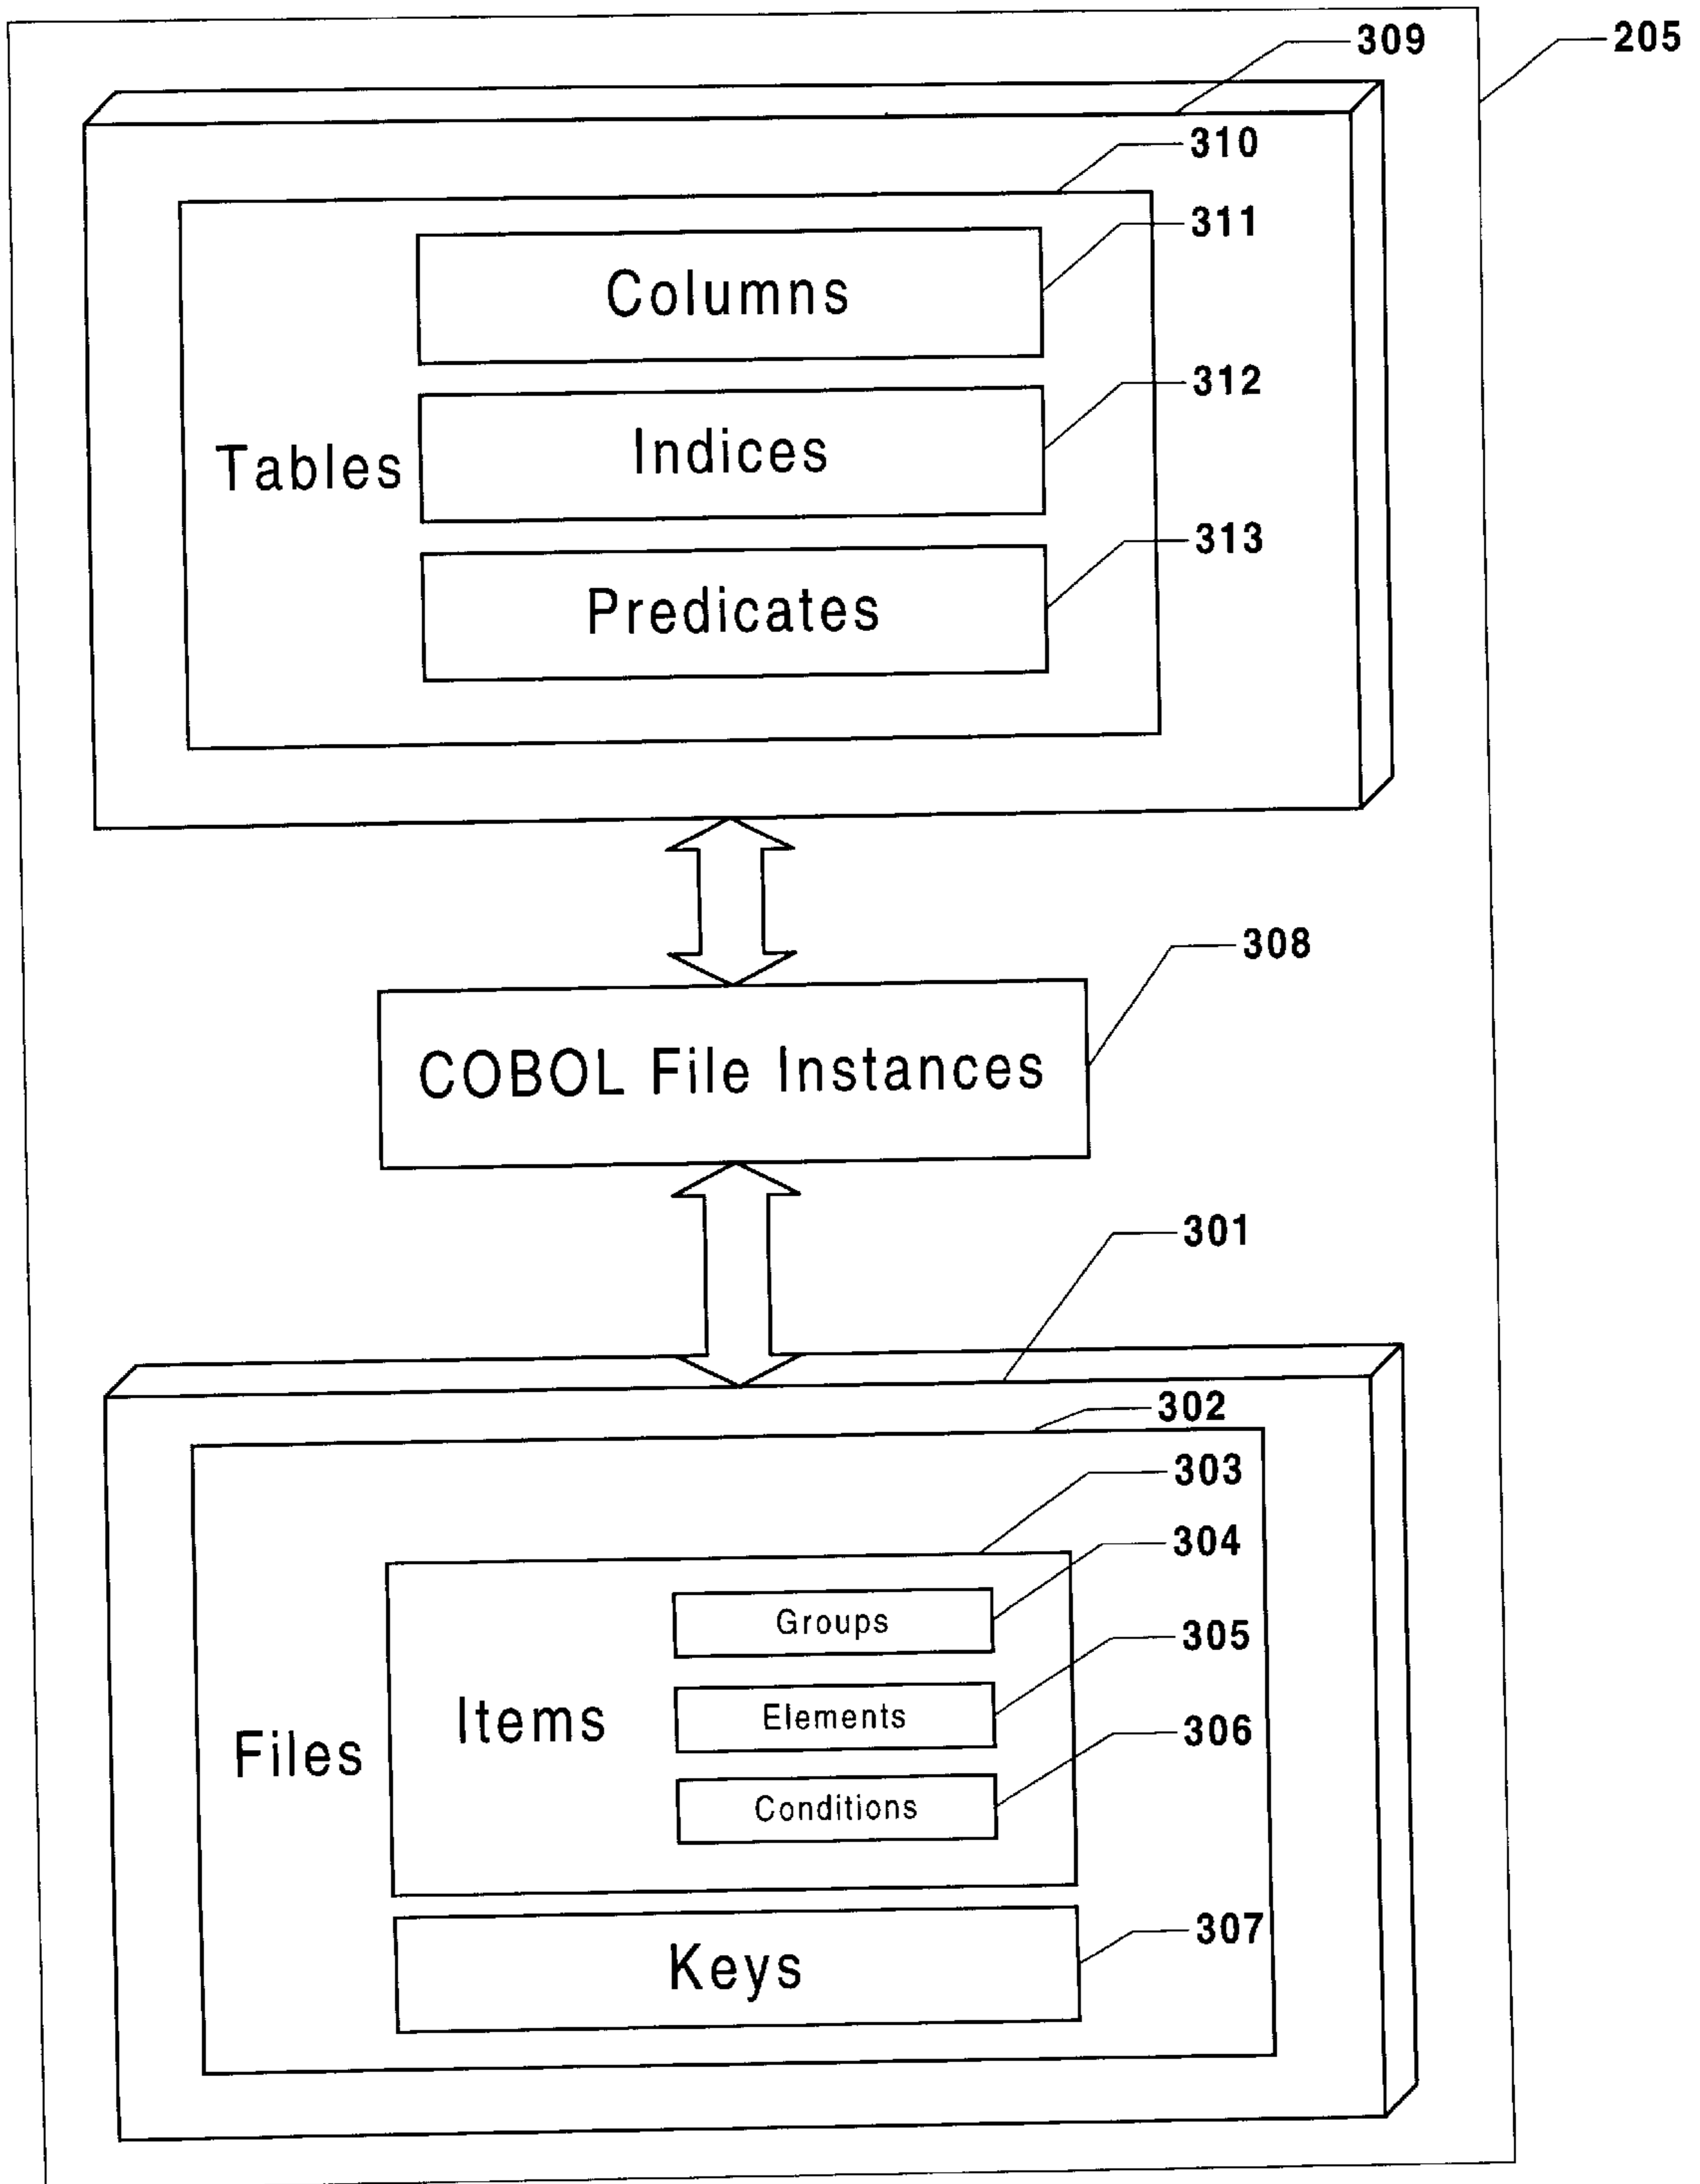 205
309
310
311
Columns
312
Indices
Tables
313
Predicates
308
COBOL File Instances
301
302
303
304
Groups
305
Elements
Items
306
Files
Conditions
307
Keys